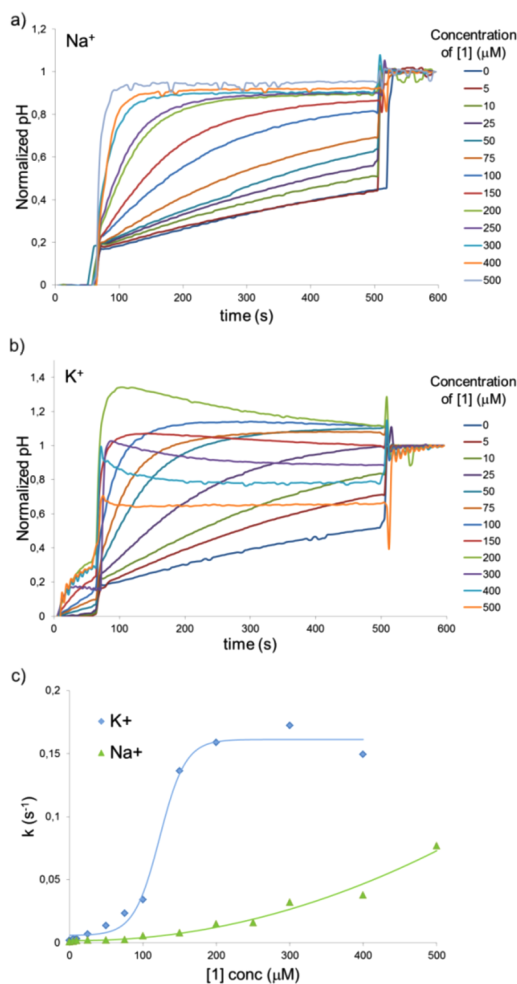 a)
Na⁺
Normalized pH
1,2
1
0,8
0,6
0,4
0,2
0
0 100 200 300 400 500 600
time (s)
Concentration
of [1] (μM)
0
5
10
25
50
75
100
150
200
250
300
400
500
b)
K⁺
Normalized pH
1,4
1,2
1
0,8
0,6
0,4
0,2
0
0 100 200 300 400 500 600
time (s)
Concentration
of [1] (μM)
0
5
10
25
50
75
100
150
200
300
400
500
c)
K+
Na+
k (s⁻¹)
0,2
0,15
0,1
0,05
0
0 100 200 300 400 500
[1] conc (μM)